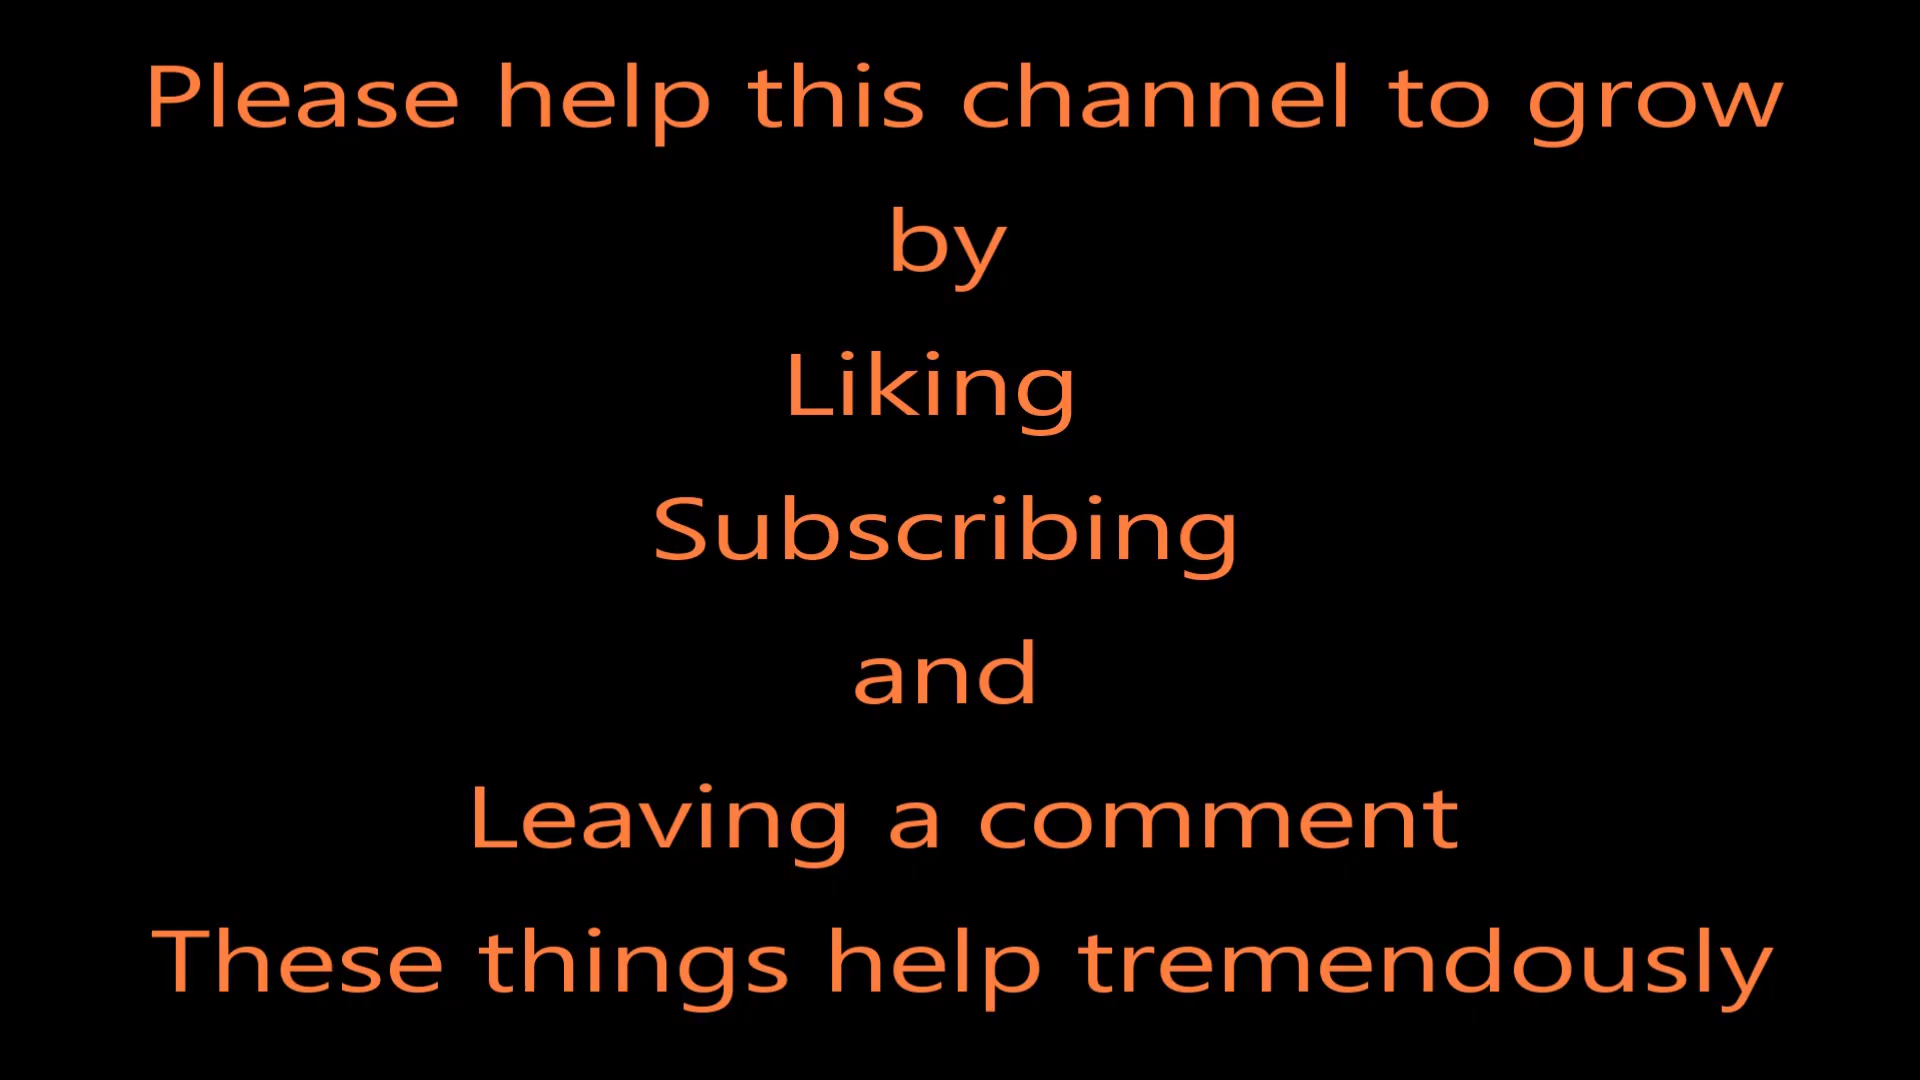 Please help this channel to grow
by
Liking
Subscribing
and
Leaving a comment
These things help tremendously